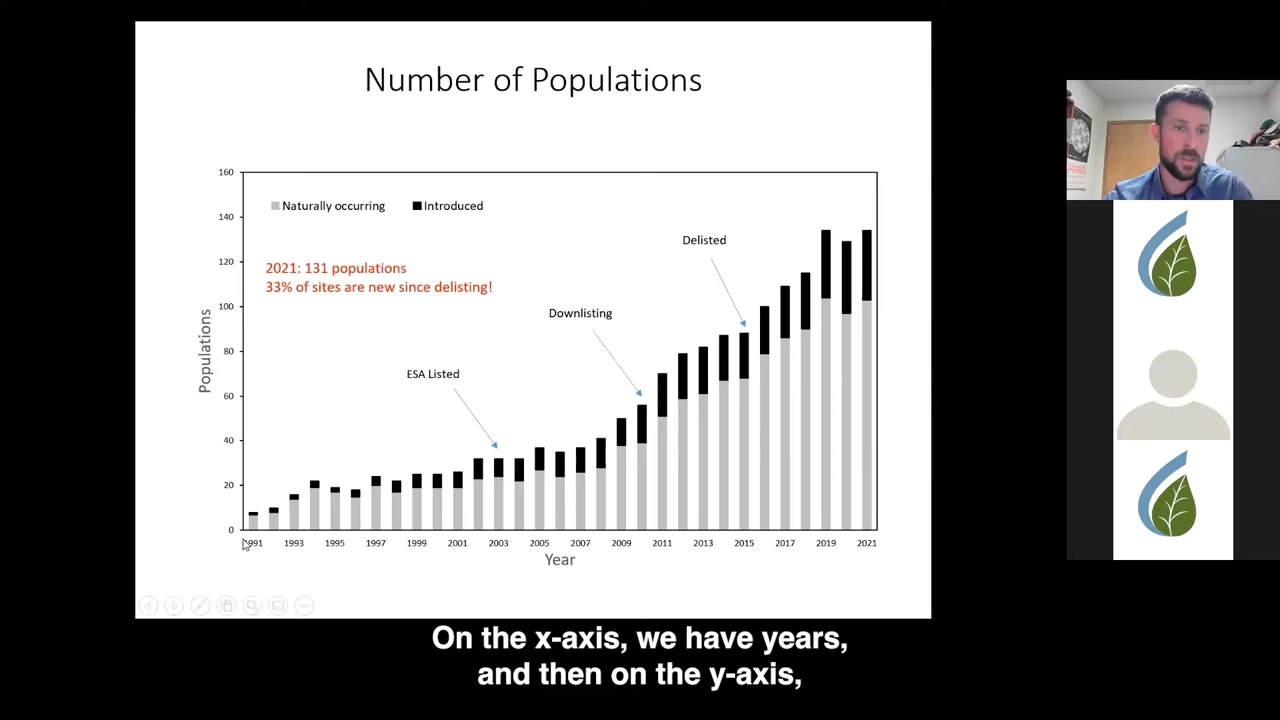 Number of Populations
160
140
120
100
80
60
40
20
0
Populations
Naturally occurring
Introduced
2021: 131 populations
33% of sites are new since delisting!
ESA Listed
Downlisting
Delisted
1991 1993 1995 1997 1999 2001 2003 2005 2007 2009 2011 2013 2015 2017 2019 2021
Year
On the x-axis, we have years,
and then on the y-axis,